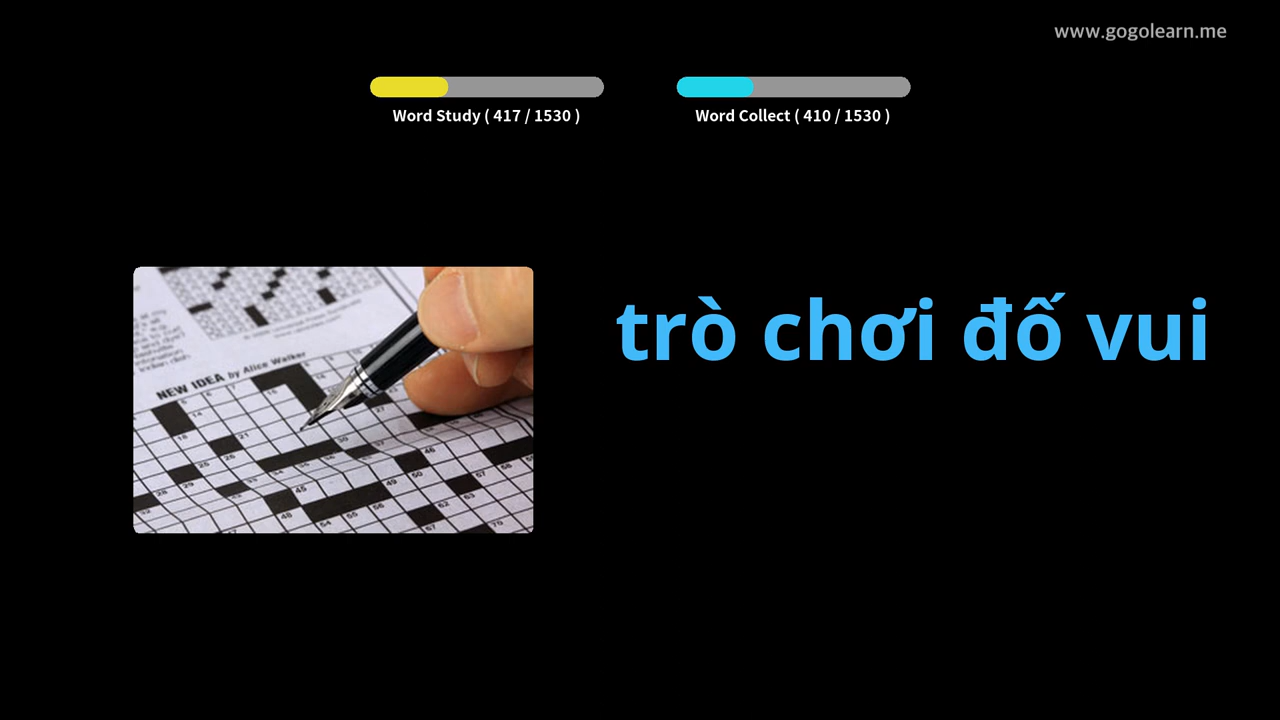 www.gogolearn.me
Word Study ( 417 / 1530 )
Word Collect ( 410 / 1530 )
trò chơi đố vui
NEW IDEA by Alice Walker